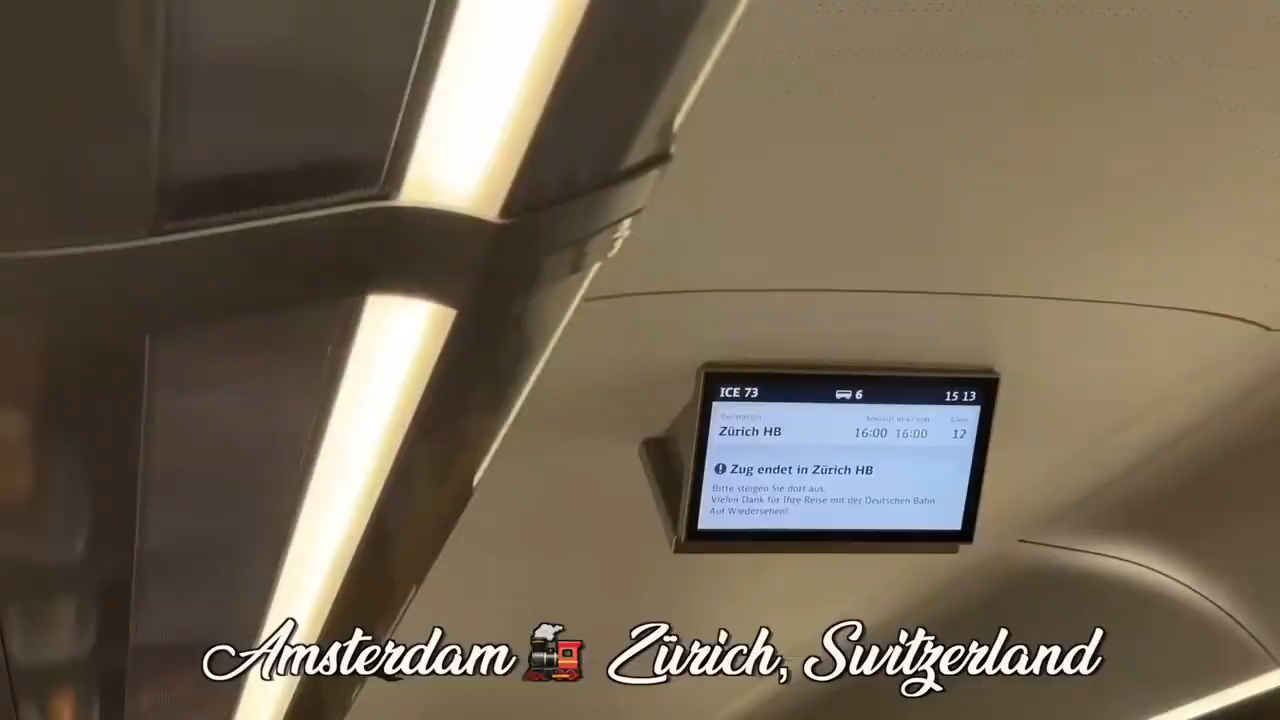 ICE 73 6 15 13
Zürich HB 16:00 16:00 12
Zug endet in Zürich HB
Bitte steigen Sie dort aus.
Vielen Dank für Ihre Reise mit der Deutschen Bahn.
Auf Wiedersehen!
Amsterdam Zürich, Switzerland